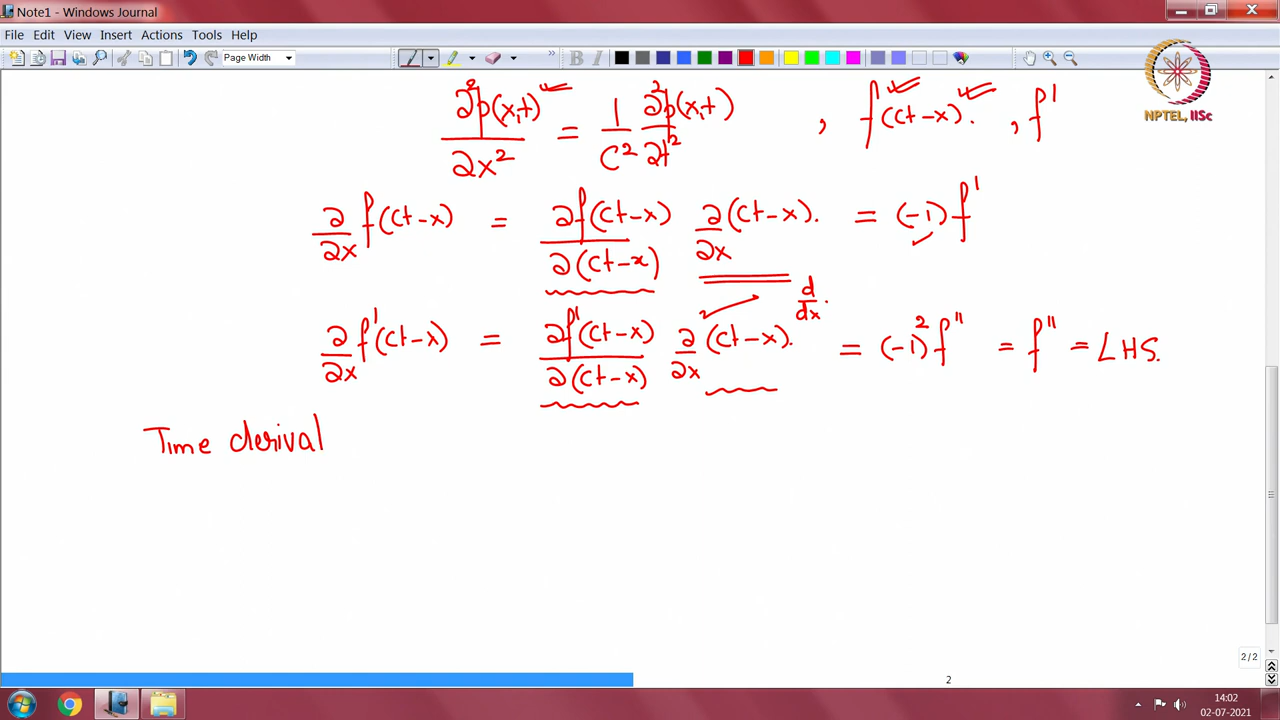 Note1 - Windows Journal
File Edit View Insert Actions Tools Help
Page Width
NPTEL, IISc
∂²p(x,t)/∂x² = 1/C² ∂²p(x,t)/∂t² , f(ct-x). , f'
∂/∂x f(ct-x) = ∂f(ct-x)/∂(ct-x) ∂/∂x (ct-x). = (-1)f'
d/dx.
∂/∂x f'(ct-x) = ∂f'(ct-x)/∂(ct-x) ∂/∂x (ct-x). = (-1)² f'' = f'' = LHS.
Time derival
2/2
2
14:02
02-07-2021